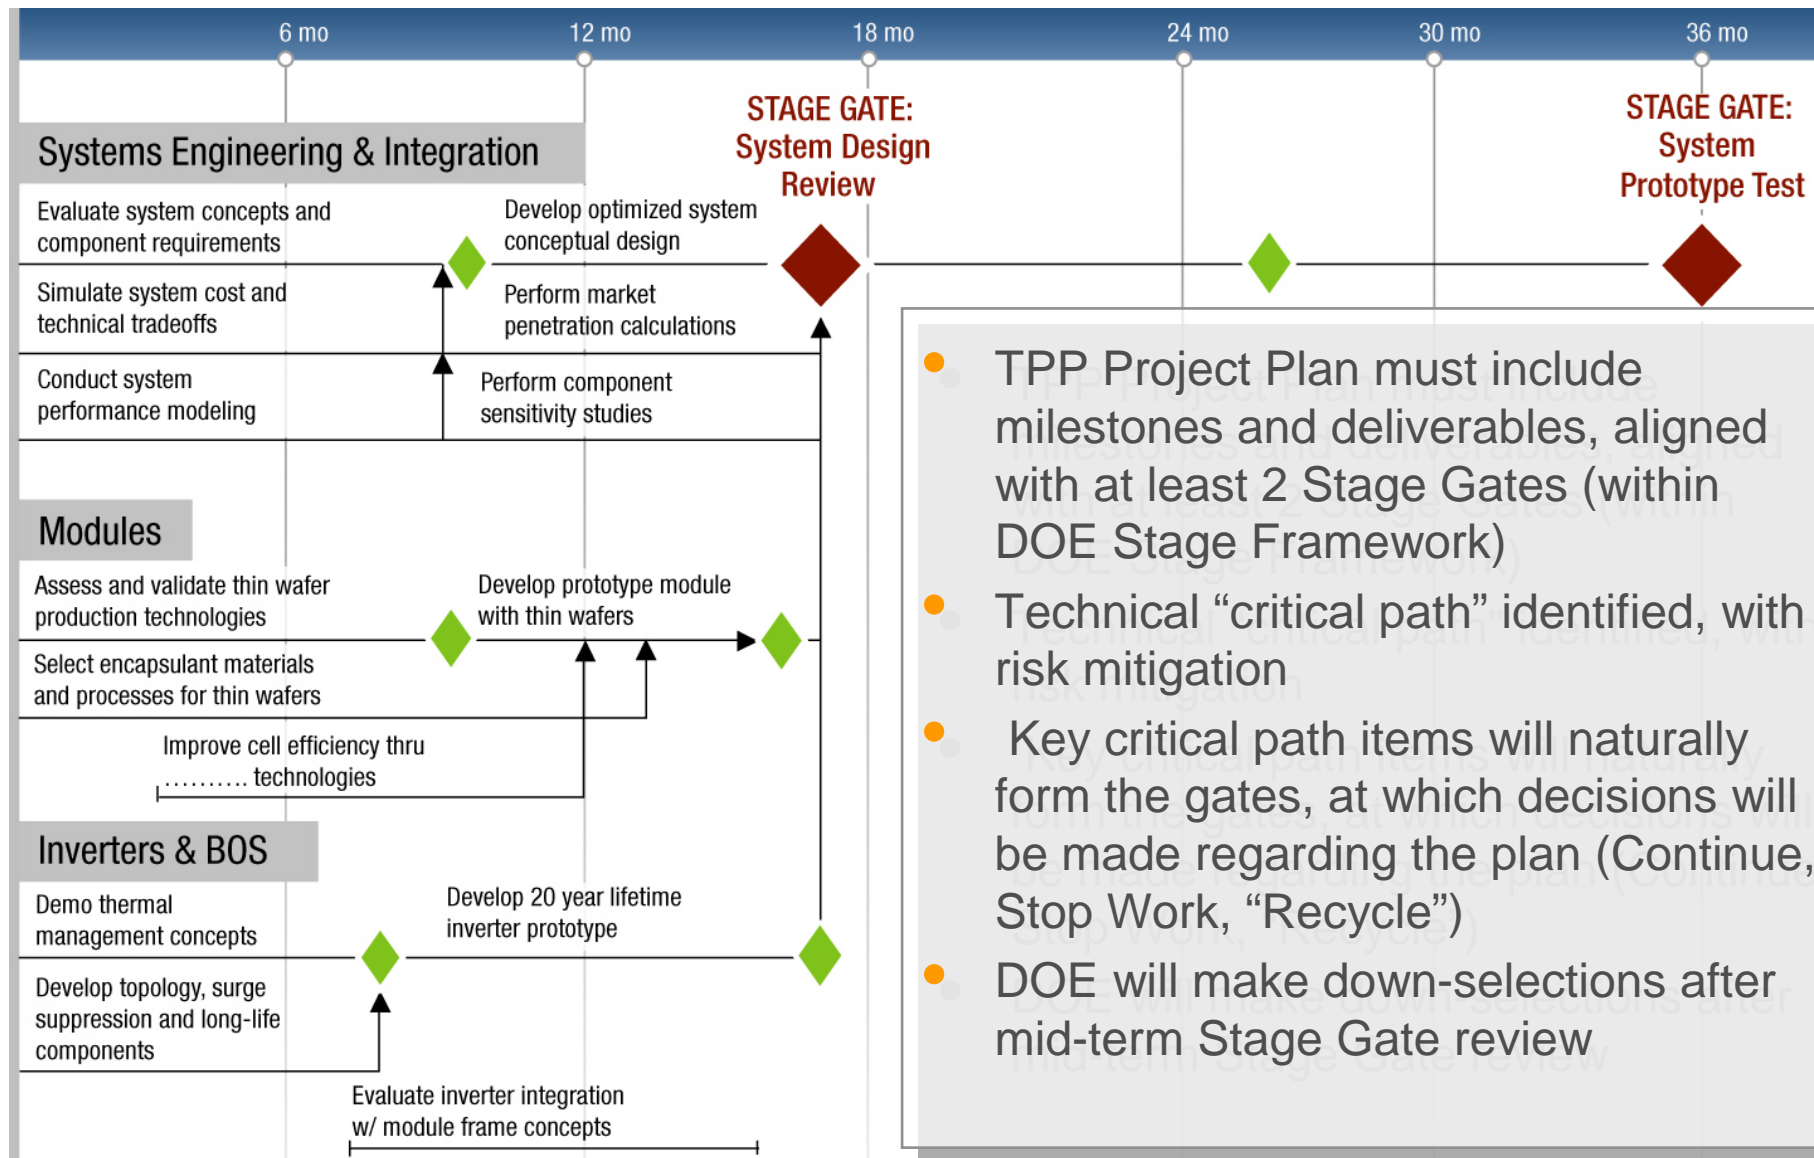 6 mo
12 mo
18 mo
24 mo
30 mo
36 mo
STAGE GATE:
System Design
Review
STAGE GATE:
System
Prototype Test
Systems Engineering & Integration
Evaluate system concepts and
component requirements
Develop optimized system
conceptual design
Simulate system cost and
technical tradeoffs
Perform market
penetration calculations
Conduct system
performance modeling
Perform component
sensitivity studies
Modules
Assess and validate thin wafer
production technologies
Develop prototype module
with thin wafers
Select encapsulant materials
and processes for thin wafers
Improve cell efficiency thru
.......... technologies
Inverters & BOS
Demo thermal
management concepts
Develop 20 year lifetime
inverter prototype
Develop topology, surge
suppression and long-life
components
Evaluate inverter integration
w/ module frame concepts
• TPP Project Plan must include
milestones and deliverables, aligned
with at least 2 Stage Gates (within
DOE Stage Framework)
• Technical “critical path” identified, with
risk mitigation
• Key critical path items will naturally
form the gates, at which decisions will
be made regarding the plan (Continue,
Stop Work, “Recycle”)
• DOE will make down-selections after
mid-term Stage Gate review